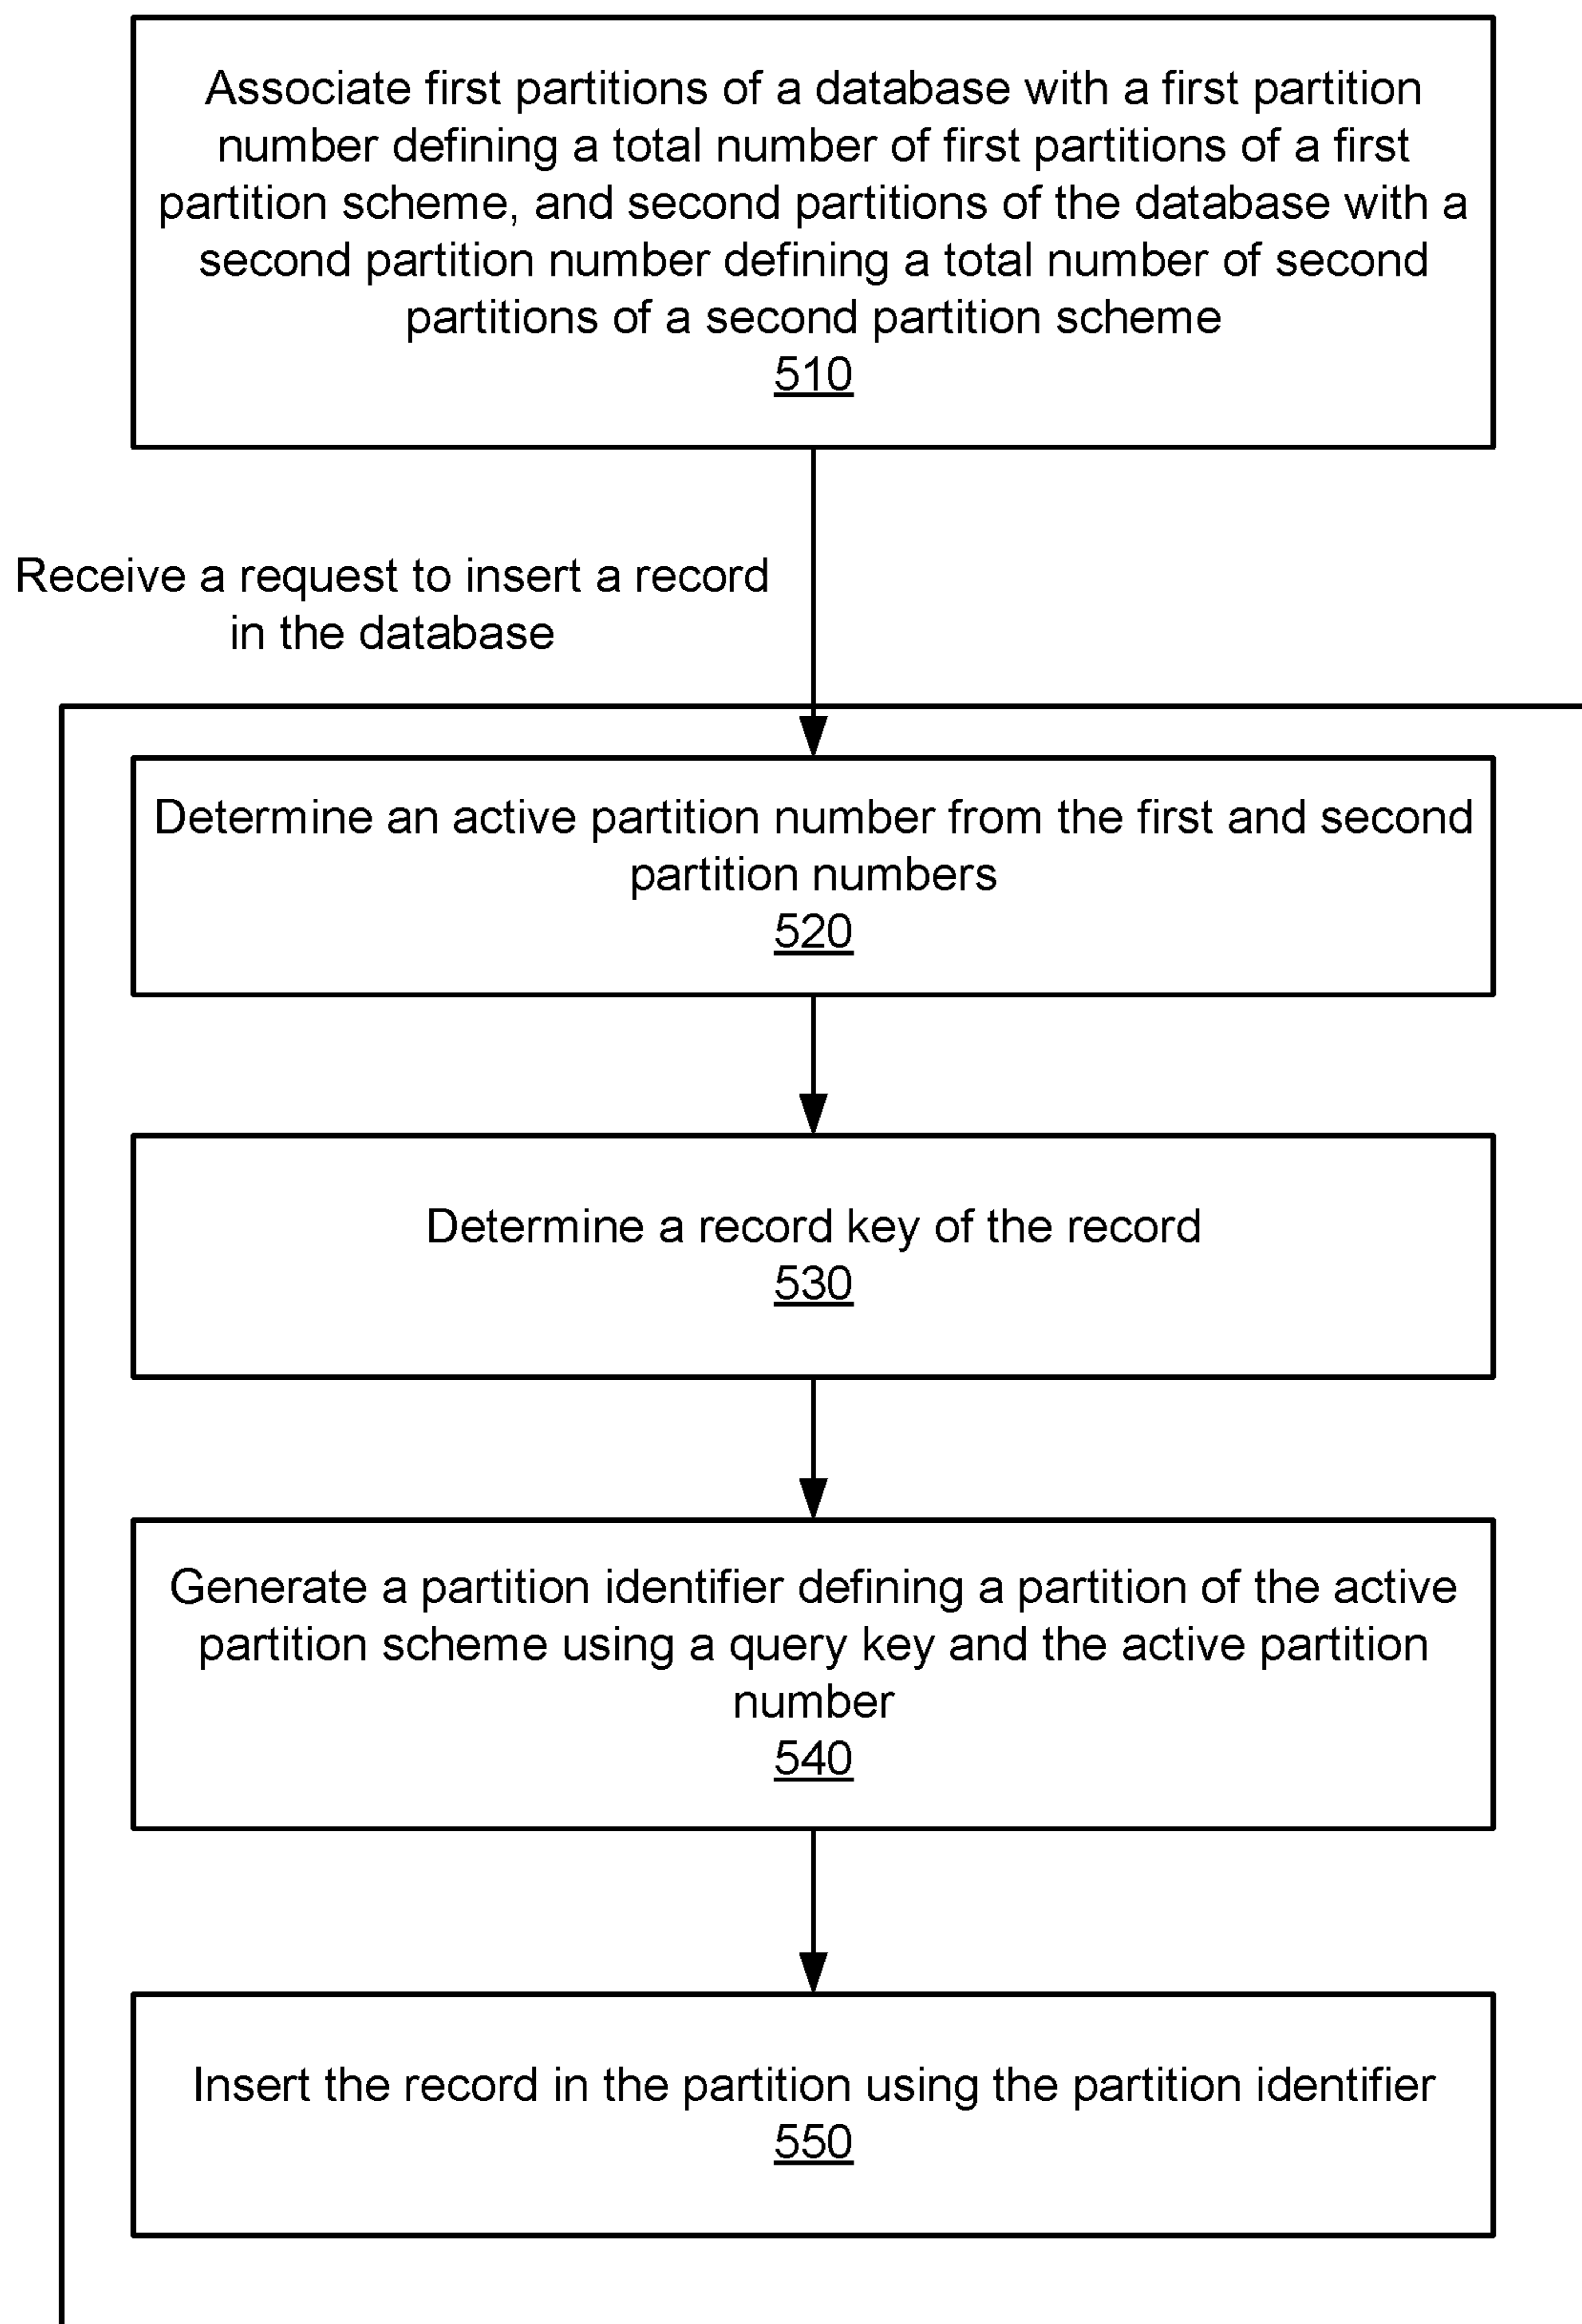 Associate first partitions of a database with a first partition
number defining a total number of first partitions of a first
partition scheme, and second partitions of the database with a
second partition number defining a total number of second
partitions of a second partition scheme
510
Receive a request to insert a record
in the database
Determine an active partition number from the first and second
partition numbers
520
Determine a record key of the record
530
Generate a partition identifier defining a partition of the active
partition scheme using a query key and the active partition
number
540
Insert the record in the partition using the partition identifier
550